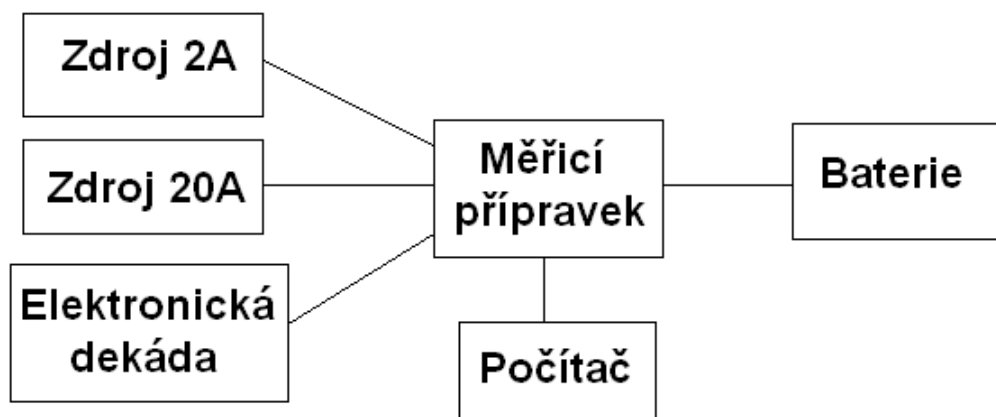 Zdroj 2A
Zdroj 20A
Elektronická
dekáda
Měřicí
přípravek
Počítač
Baterie